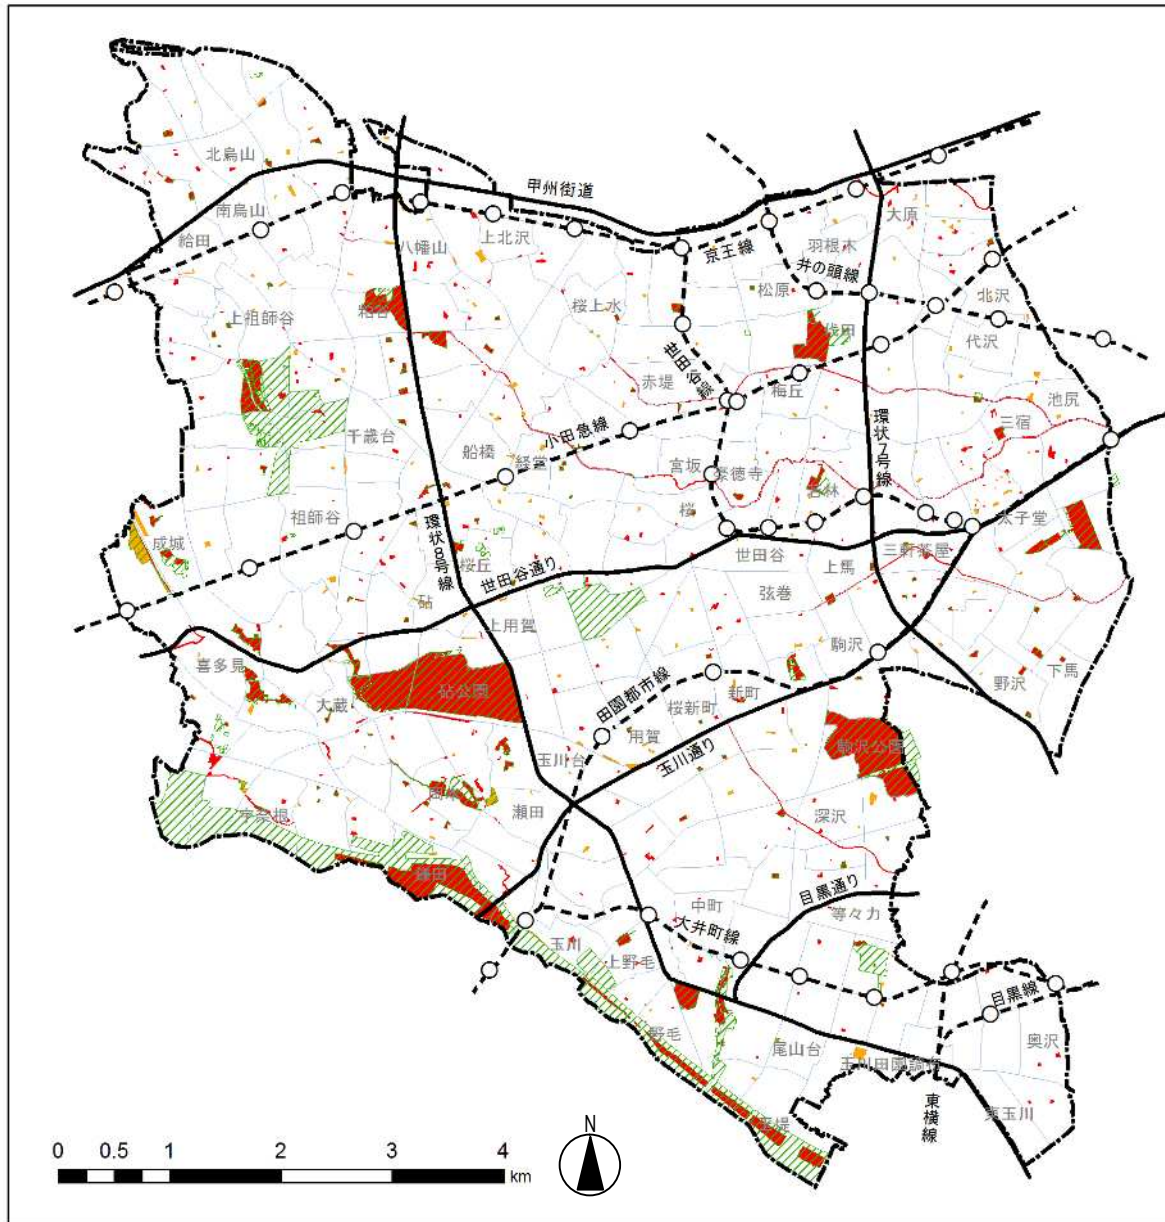 北烏山
甲州街道
南烏山
給田
八幡山
上北沢
大原
羽根木
京王線
井の頭線
松原
北沢
粕谷
上祖師谷
桜上水
代田
代沢
世田谷線
赤堤
梅丘
池尻
千歳台
小田急線
船橋
経堂
環状7号線
三宿
宮坂
豪徳寺
若林
祖師谷
桜
太子堂
成城
環状8号線
桜丘
世田谷通り
世田谷
上馬
三軒茶屋
弦巻
砧
上用賀
駒沢
喜多見
砧公園
田園都市線
新町
野沢
下馬
大蔵
桜新町
用賀
玉川台
玉川通り
駒沢公園
岡本
瀬田
宇奈根
深沢
鎌田
目黒通り
中町
等々力
大井町線
玉川
上野毛
目黒線
野毛
尾山台
奥沢
玉川田園調布
東横線
東玉川
玉堤
N
0 0.5 1 2 3 4
km